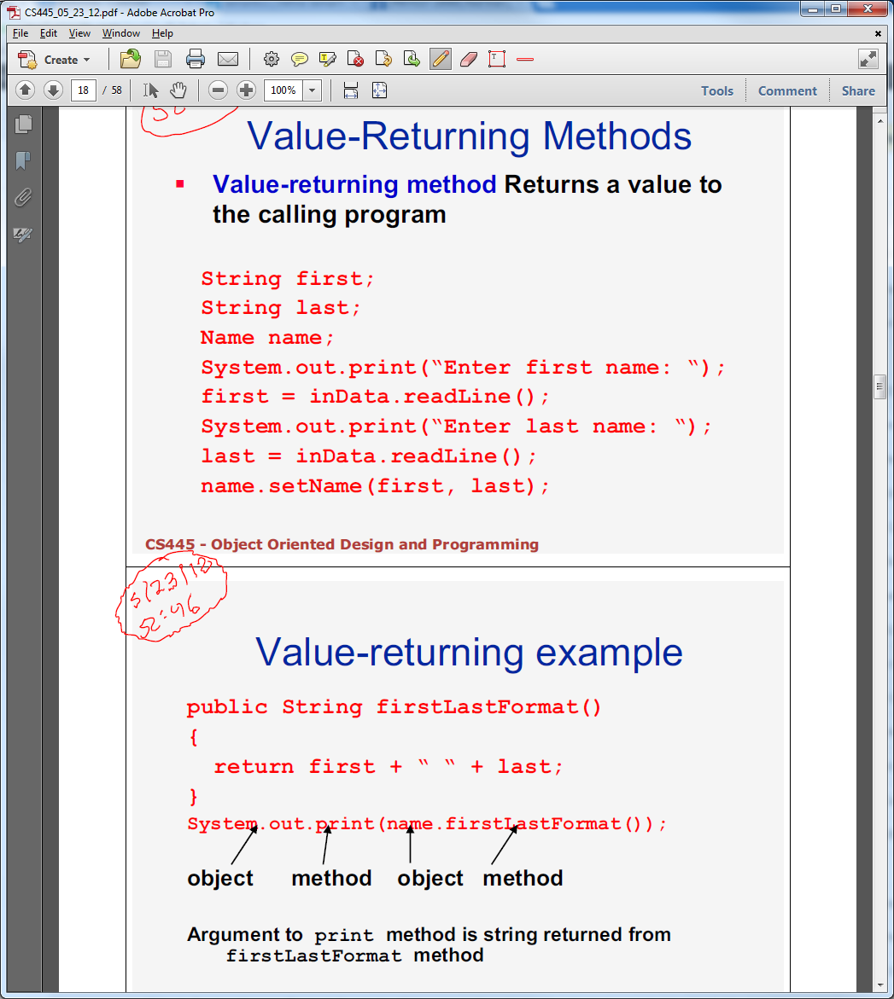 CS445_05_23_12.pdf - Adobe Acrobat Pro
File Edit View Window Help
Create
18 / 58 100% Tools Comment Share
Value-Returning Methods
Value-returning method Returns a value to
the calling program
String first;
String last;
Name name;
System.out.print(“Enter first name: “);
first = inData.readLine();
System.out.print(“Enter last name: “);
last = inData.readLine();
name.setName(first, last);
CS445 - Object Oriented Design and Programming
5/23/12
52:46
Value-returning example
public String firstLastFormat()
{
return first + “ “ + last;
}
System.out.print(name.firstLastFormat());
object method object method
Argument to print method is string returned from
firstLastFormat method